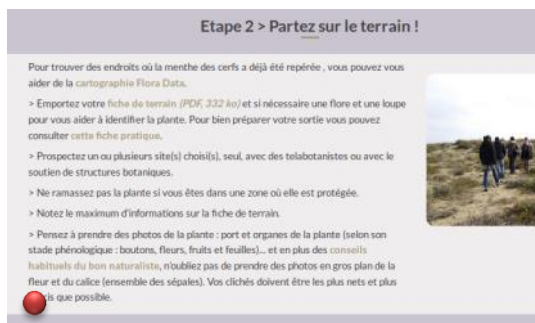 Etape 2 > Partez sur le terrain !
Pour trouver des endroits où la menthe des cerfs a déjà été repérée , vous pouvez vous
aider de la cartographie Flora Data.
> Emportez votre fiche de terrain (PDF, 332 ko) et si nécessaire une flore et une loupe
pour vous aider à identifier la plante. Pour bien préparer votre sortie vous pouvez
consulter cette fiche pratique.
> Prospectez un ou plusieurs site(s) choisi(s), seul, avec des telabotanistes ou avec le
soutien de structures botaniques.
> Ne ramassez pas la plante si vous êtes dans une zone où elle est protégée.
> Notez le maximum d'informations sur la fiche de terrain.
> Pensez à prendre des photos de la plante : port et organes de la plante (selon son
stade phénologique : boutons, fleurs, fruits et feuilles)... et en plus des conseils
habituels du bon naturaliste, n'oubliez pas de prendre des photos en gros plan de la
fleur et du calice (ensemble des sépales). Vos clichés doivent être les plus nets et plus
que possible.